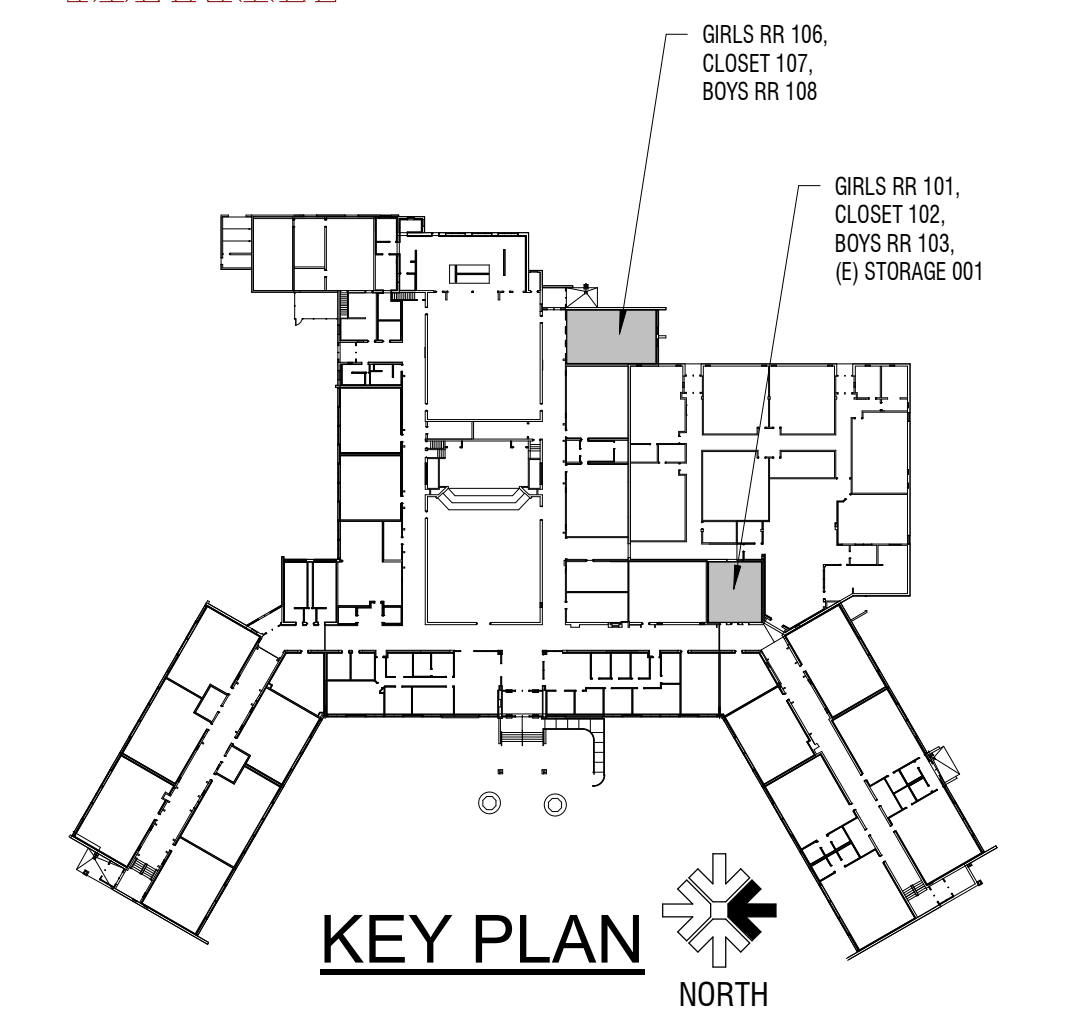 GIRLS RR 106,
CLOSET 107,
BOYS RR 108
GIRLS RR 101,
CLOSET 102,
BOYS RR 103,
(E) STORAGE 001
KEY PLAN
NORTH